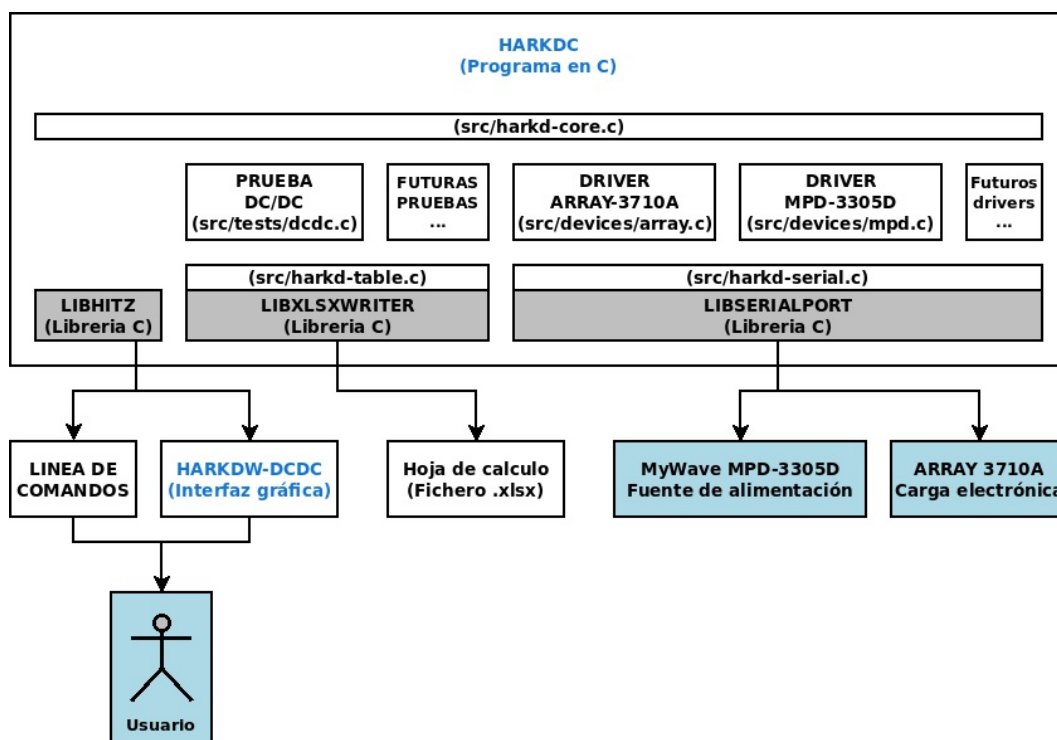 HARKDC
(Programa en C)
(src/harkd-core.c)
PRUEBA
DC/DC
(src/tests/dcdc.c)
FUTURAS
PRUEBAS
...
DRIVER
ARRAY-3710A
(src/devices/array.c)
DRIVER
MPD-3305D
(src/devices/mpd.c)
Futuros
drivers
...
(src/harkd-table.c)
(src/harkd-serial.c)
LIBHITZ
(Libreria C)
LIBXLSXWRITER
(Libreria C)
LIBSERIALPORT
(Libreria C)
LINEA DE
COMANDOS
HARKDW-DCDC
(Interfaz gráfica)
Hoja de calculo
(Fichero .xlsx)
MyWave MPD-3305D
Fuente de alimentación
ARRAY 3710A
Carga electrónica
Usuario